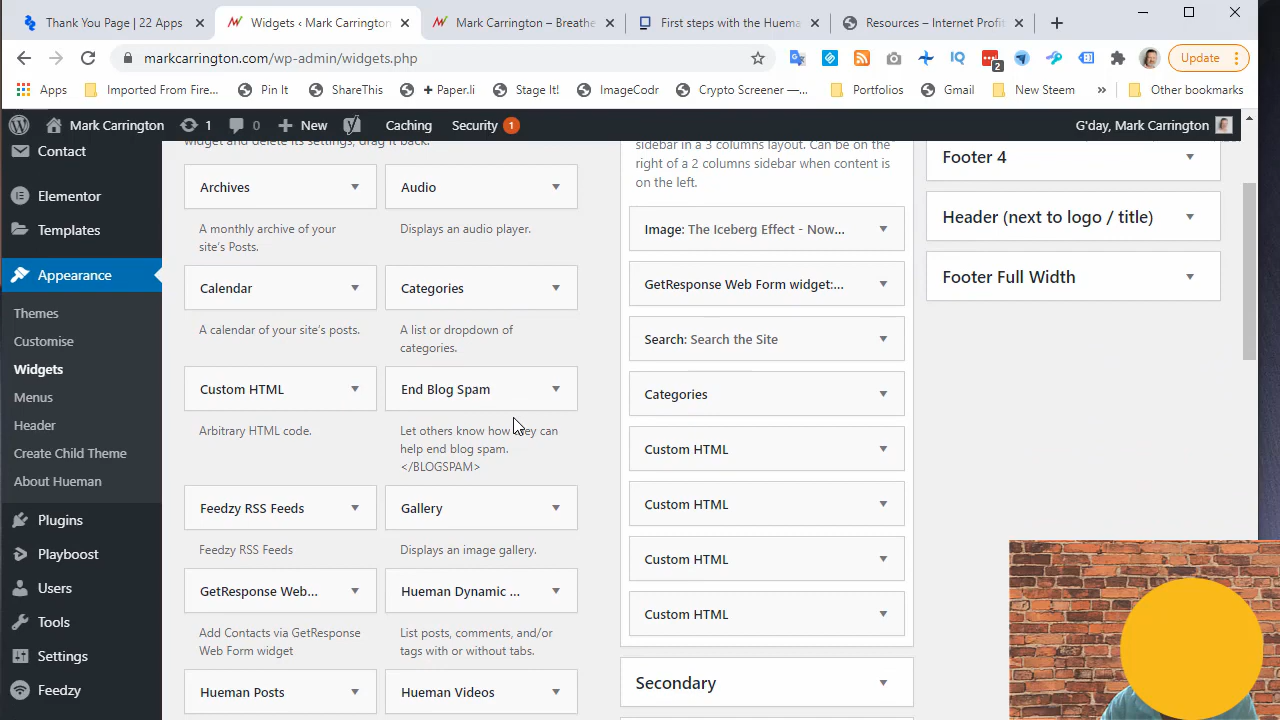 Thank You Page | 22 Apps
Widgets ‹ Mark Carrington
Mark Carrington – Breathe
First steps with the Huema
Resources – Internet Profit
markcarrington.com/wp-admin/widgets.php
2
Update
Apps
Imported From Fire...
Pin It
ShareThis
+ Paper.li
Stage It!
ImageCodr
Crypto Screener —...
Portfolios
Gmail
New Steem
»
Other bookmarks
Mark Carrington
1
0
New
Caching
Security 1
G'day, Mark Carrington
Contact
Elementor
Templates
Appearance
Themes
Customise
Widgets
Menus
Header
Create Child Theme
About Hueman
Plugins
Playboost
Users
Tools
Settings
Feedzy
widget and delete its settings, drag it back.
Archives
A monthly archive of your
site's Posts.
Audio
Displays an audio player.
Calendar
A calendar of your site's posts.
Categories
A list or dropdown of
categories.
Custom HTML
Arbitrary HTML code.
End Blog Spam
Let others know how they can
help end blog spam.
</BLOGSPAM>
Feedzy RSS Feeds
Feedzy RSS Feeds
Gallery
Displays an image gallery.
GetResponse Web...
Add Contacts via GetResponse
Web Form widget
Hueman Dynamic ...
List posts, comments, and/or
tags with or without tabs.
Hueman Posts
Hueman Videos
sidebar in a 3 columns layout. Can be on the
right of a 2 columns sidebar when content is
on the left.
Image: The Iceberg Effect - Now...
GetResponse Web Form widget:...
Search: Search the Site
Categories
Custom HTML
Custom HTML
Custom HTML
Custom HTML
Secondary
Footer 4
Header (next to logo / title)
Footer Full Width